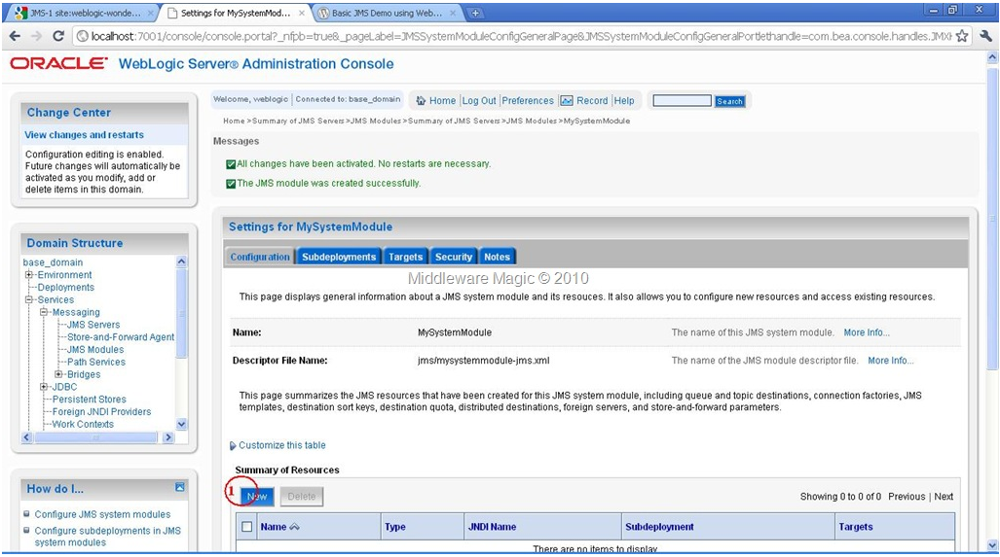 JMS-1 site:weblogic-wonde...
Settings for MySystemMod...
Basic JMS Demo using Web...
localhost:7001/console/console.portal?_nfpb=true&_pageLabel=JMSSystemModuleConfigGeneralPage&JMSSystemModuleConfigGeneralPortlethandle=com.bea.console.handles.JMXH
ORACLE WebLogic Server® Administration Console
Change Center
View changes and restarts
Configuration editing is enabled.
Future changes will automatically be
activated as you modify, add or
delete items in this domain.
Domain Structure
base_domain
Environment
Deployments
Services
Messaging
JMS Servers
Store-and-Forward Agent
JMS Modules
Path Services
Bridges
JDBC
Persistent Stores
Foreign JNDI Providers
Work Contexts
How do I...
Configure JMS system modules
Configure subdeployments in JMS
system modules
Welcome, weblogic Connected to: base_domain Home Log Out Preferences Record Help Search
Home >Summary of JMS Servers >JMS Modules >Summary of JMS Servers >JMS Modules >MySystemModule
Messages
All changes have been activated. No restarts are necessary.
The JMS module was created successfully.
Settings for MySystemModule
Configuration Subdeployments Targets Security Notes
Middleware Magic © 2010
This page displays general information about a JMS system module and its resouces. It also allows you to configure new resources and access existing resources.
Name: MySystemModule The name of this JMS system module. More Info...
Descriptor File Name: jms/mysystemmodule-jms.xml The name of the JMS module descriptor file. More Info...
This page summarizes the JMS resources that have been created for this JMS system module, including queue and topic destinations, connection factories, JMS
templates, destination sort keys, destination quota, distributed destinations, foreign servers, and store-and-forward parameters.
Customize this table
Summary of Resources
1 New Delete Showing 0 to 0 of 0 Previous | Next
Name Type JNDI Name Subdeployment Targets
There are no items to display